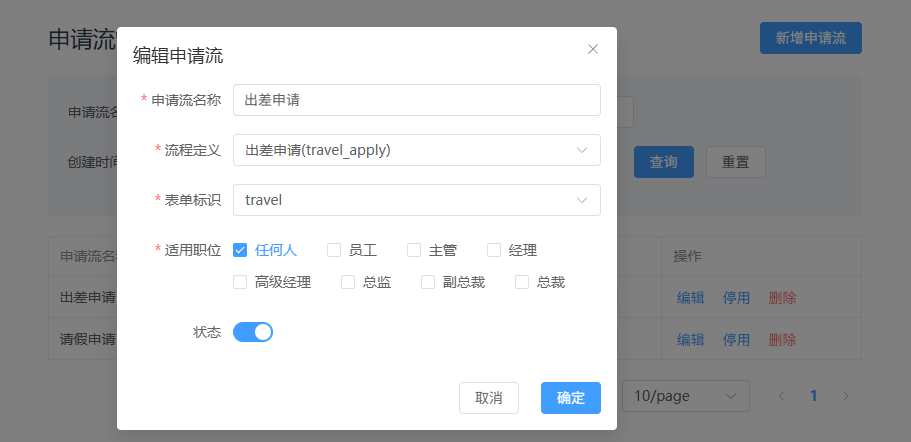 申请流
新增申请流
编辑申请流
* 申请流名称 出差申请
申请流名
* 流程定义 出差申请(travel_apply)
创建时间
查询 重置
* 表单标识 travel
* 适用职位 任何人 员工 主管 经理
高级经理 总监 副总裁 总裁
申请流名 操作
出差申请 编辑 停用 删除
状态
请假申请 编辑 停用 删除
取消 确定
10/page 1